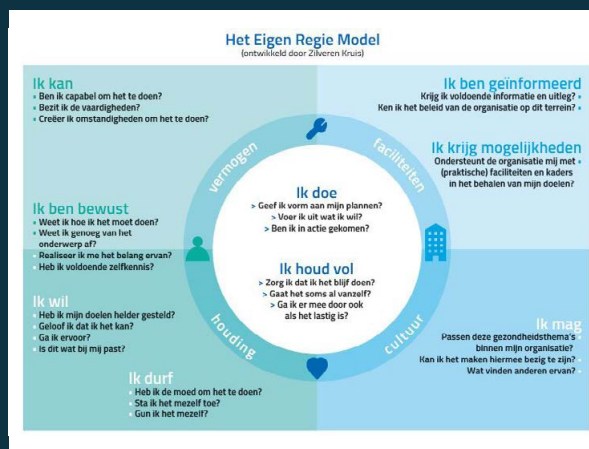 Het Eigen Regie Model
(ontwikkeld door Zilveren Kruis)
Ik kan
Ben ik capabel om het te doen?
Bezit ik de vaardigheden?
Creëer ik omstandigheden om het te doen?
Ik ben bewust
Weet ik hoe ik het moet doen?
Weet ik genoeg van het
onderwerp af?
Realiseer ik me het belang ervan?
Heb ik voldoende zelfkennis?
Ik wil
Heb ik mijn doelen helder gesteld?
Geloof ik dat ik het kan?
Ga ik ervoor?
Is dit wat bij mij past?
Ik durf
Heb ik de moed om het te doen?
Sta ik het mezelf toe?
Gun ik het mezelf?
vermogen
faciliteiten
houding
cultuur
Ik doe
> Geef ik vorm aan mijn plannen?
> Voer ik uit wat ik wil?
> Ben ik in actie gekomen?
Ik houd vol
> Zorg ik dat ik het blijf doen?
> Gaat het soms al vanzelf?
> Ga ik er mee door ook
als het lastig is?
Ik ben geïnformeerd
Krijg ik voldoende informatie en uitleg?
Ken ik het beleid van de organisatie op dit terrein?
Ik krijg mogelijkheden
Ondersteunt de organisatie mij met
(praktische) faciliteiten en kaders
in het behalen van mijn doelen?
Ik mag
Passen deze gezondheidsthema's
binnen mijn organisatie?
Kan ik het maken hiermee bezig te zijn?
Wat vinden anderen ervan?